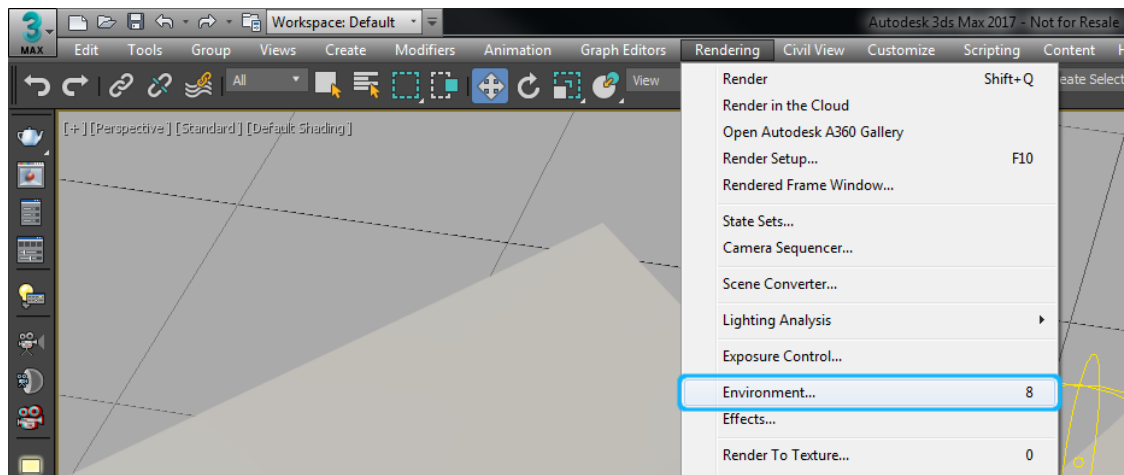 3 Workspace: Default Autodesk 3ds Max 2017 - Not for Resale
MAX Edit Tools Group Views Create Modifiers Animation Graph Editors Rendering Civil View Customize Scripting Content
All View eate Selec
[+] [Perspective] [Standard] [Default Shading]
Render Shift+Q
Render in the Cloud
Open Autodesk A360 Gallery
Render Setup... F10
Rendered Frame Window...
State Sets...
Camera Sequencer...
Scene Converter...
Lighting Analysis
Exposure Control...
Environment... 8
Effects...
Render To Texture... 0